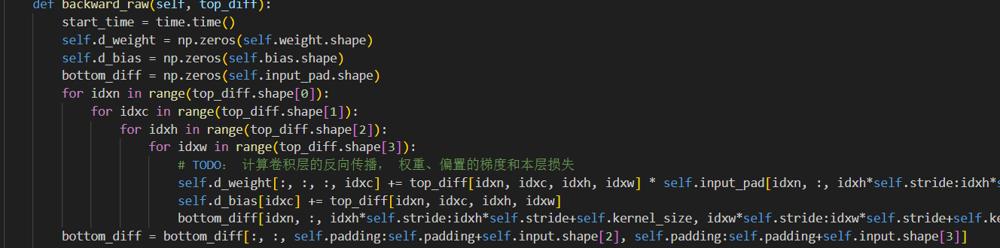 def backward_raw(self, top_diff):
start_time = time.time()
self.d_weight = np.zeros(self.weight.shape)
self.d_bias = np.zeros(self.bias.shape)
bottom_diff = np.zeros(self.input_pad.shape)
for idxn in range(top_diff.shape[0]):
for idxc in range(top_diff.shape[1]):
for idxh in range(top_diff.shape[2]):
for idxw in range(top_diff.shape[3]):
# TODO： 计算卷积层的反向传播， 权重、偏置的梯度和本层损失
self.d_weight[:, :, :, idxc] += top_diff[idxn, idxc, idxh, idxw] * self.input_pad[idxn, :, idxh*self.stride:idxh*
self.d_bias[idxc] += top_diff[idxn, idxc, idxh, idxw]
bottom_diff[idxn, :, idxh*self.stride:idxh*self.stride+self.kernel_size, idxw*self.stride:idxw*self.stride+self.
bottom_diff = bottom_diff[:, :, self.padding:self.padding+self.input.shape[2], self.padding:self.padding+self.input.shape[3]]